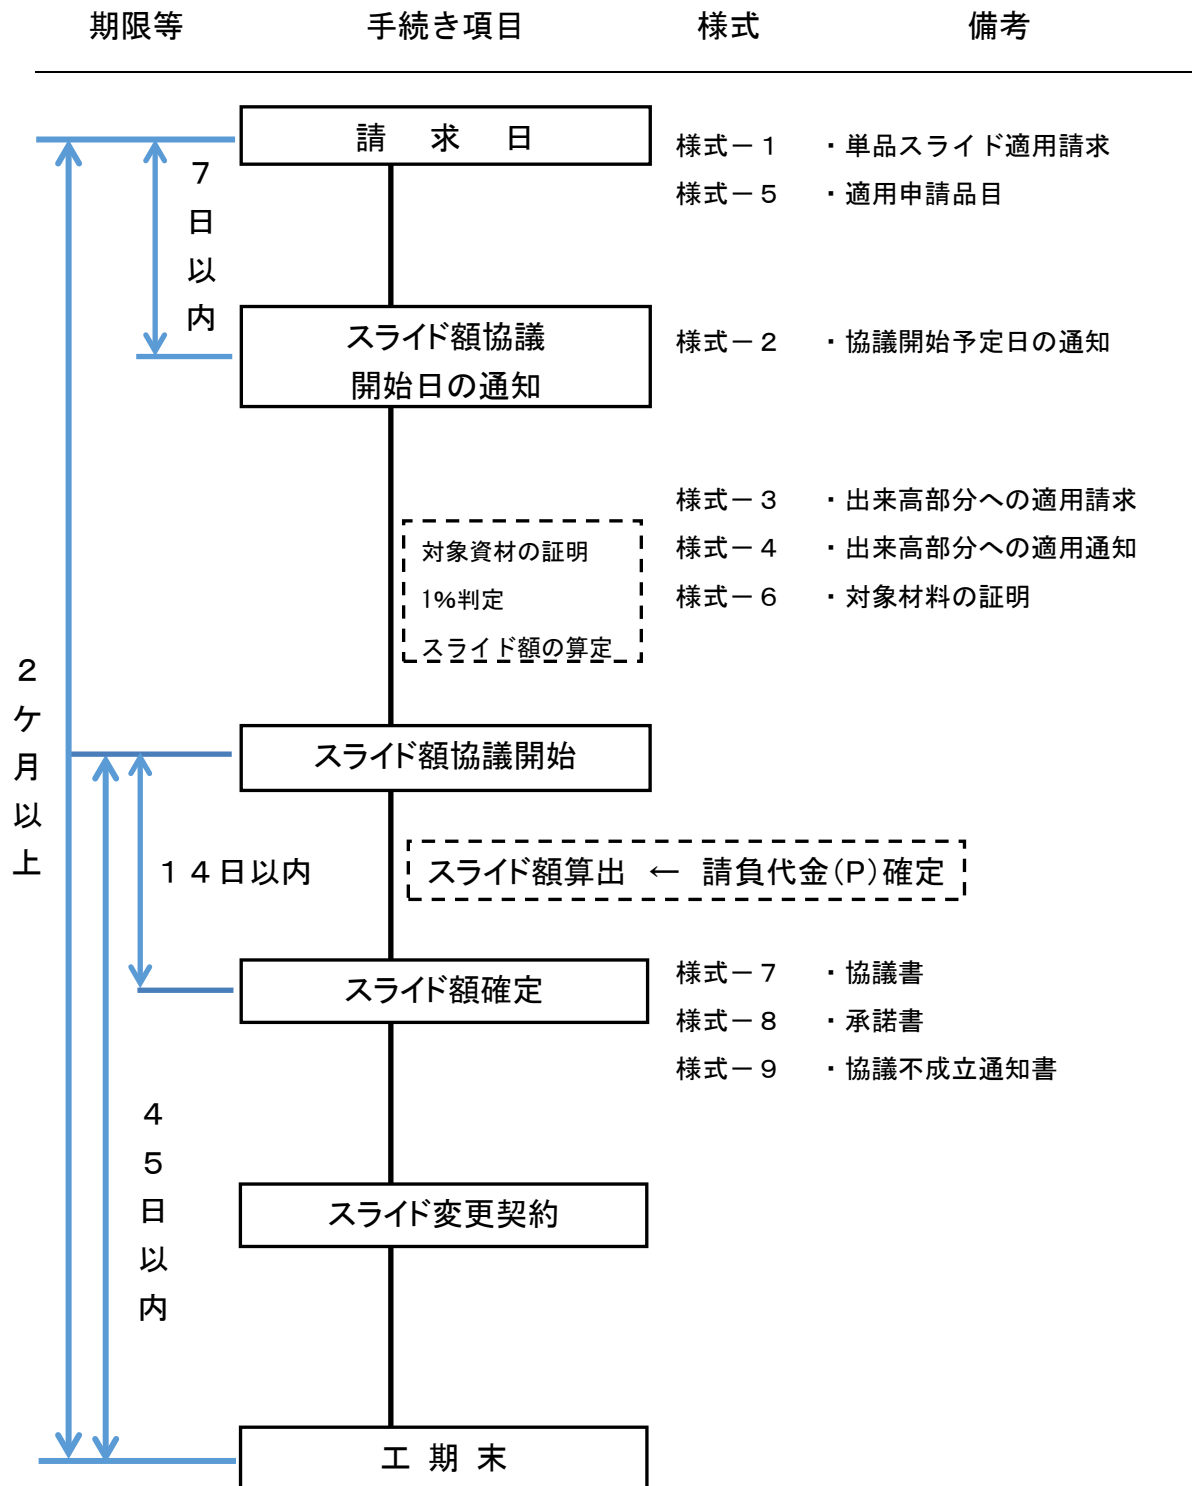 期限等 手続き項目 様式 備考
請 求 日
様式－１ ・単品スライド適用請求
様式－５ ・適用申請品目
７日以内
スライド額協議
開始日の通知
様式－２ ・協議開始予定日の通知
様式－３ ・出来高部分への適用請求
様式－４ ・出来高部分への適用通知
様式－６ ・対象材料の証明
対象資材の証明
1%判定
スライド額の算定
２ケ月以上
スライド額協議開始
１４日以内
スライド額算出 ← 請負代金(P)確定
スライド額確定
様式－７ ・協議書
様式－８ ・承諾書
様式－９ ・協議不成立通知書
４５日以内
スライド変更契約
工 期 末